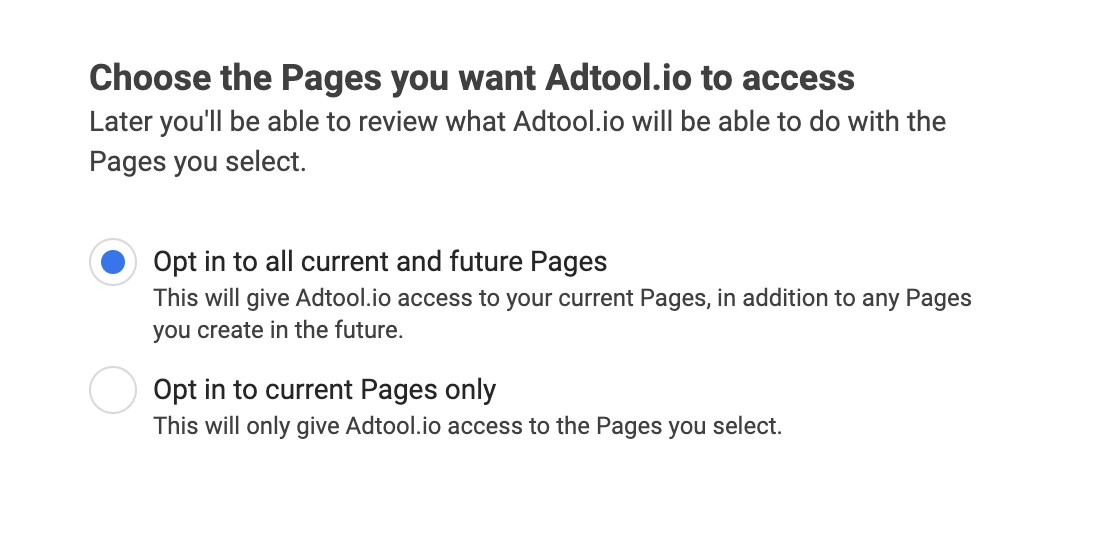 Choose the Pages you want Adtool.io to access
Later you'll be able to review what Adtool.io will be able to do with the
Pages you select.
Opt in to all current and future Pages
This will give Adtool.io access to your current Pages, in addition to any Pages
you create in the future.
Opt in to current Pages only
This will only give Adtool.io access to the Pages you select.